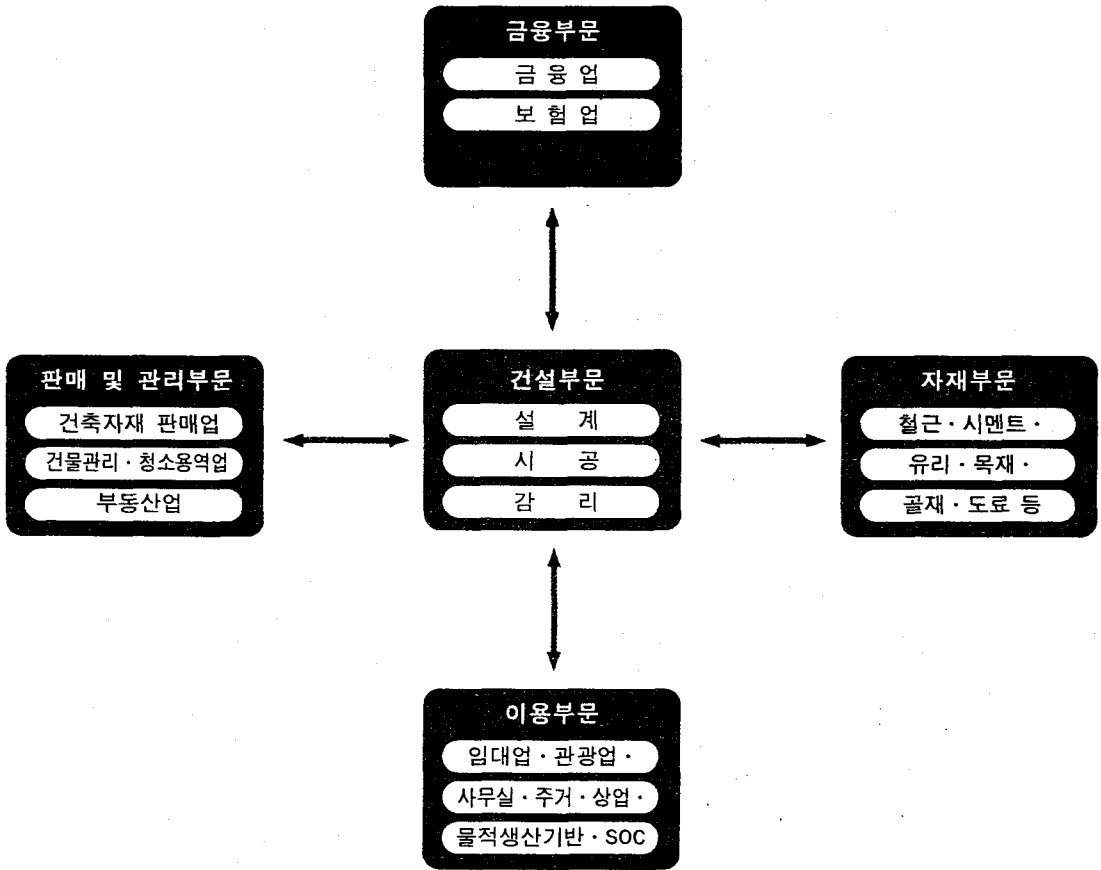 금융부문
금 융 업
보 험 업
판매 및 관리부문
건축자재 판매업
건물관리 · 청소용역업
부동산업
건설부문
설 계
시 공
감 리
자재부문
철근 · 시멘트 ·
유리 · 목재 ·
골재 · 도료 등
이용부문
임대업 · 관광업 ·
사무실 · 주거 · 상업 ·
물적생산기반 · SOC